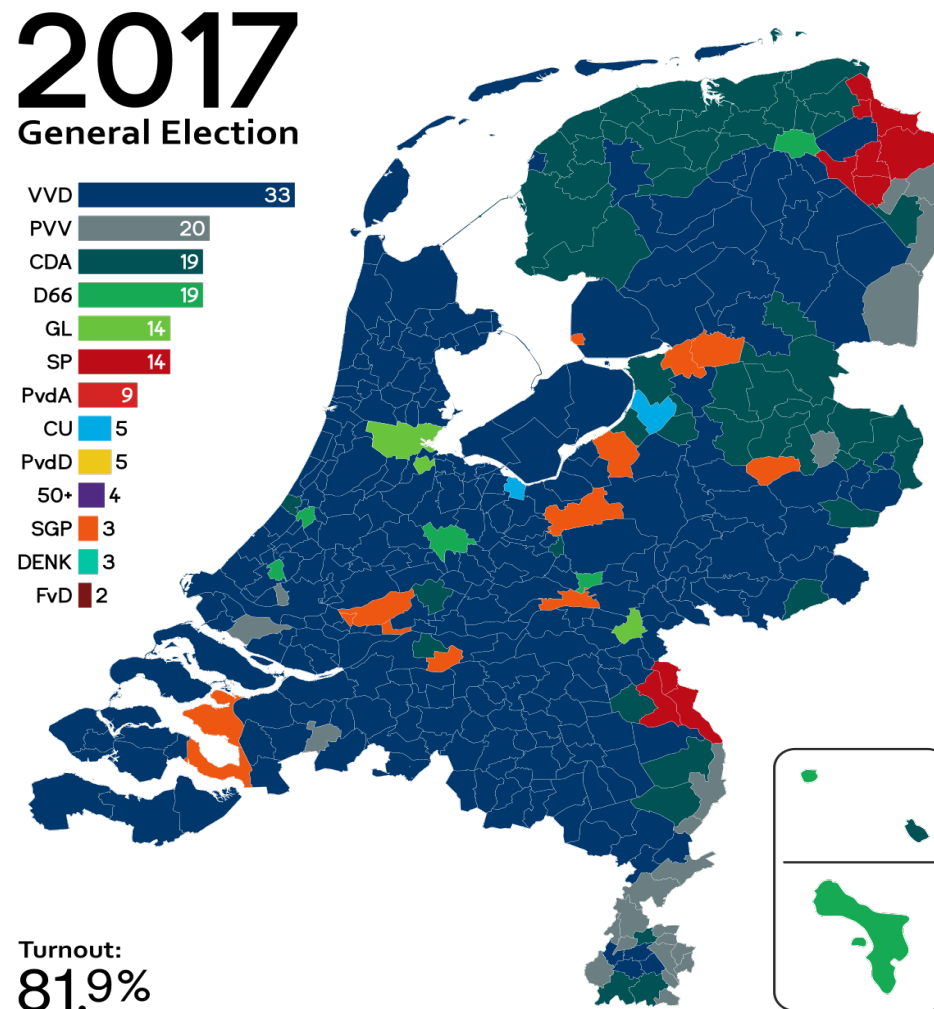 2017
General Election
VVD 33
PVV 20
CDA 19
D66 19
GL 14
SP 14
PvdA 9
CU 5
PvdD 5
50+ 4
SGP 3
DENK 3
FvD 2
Turnout:
81.9%